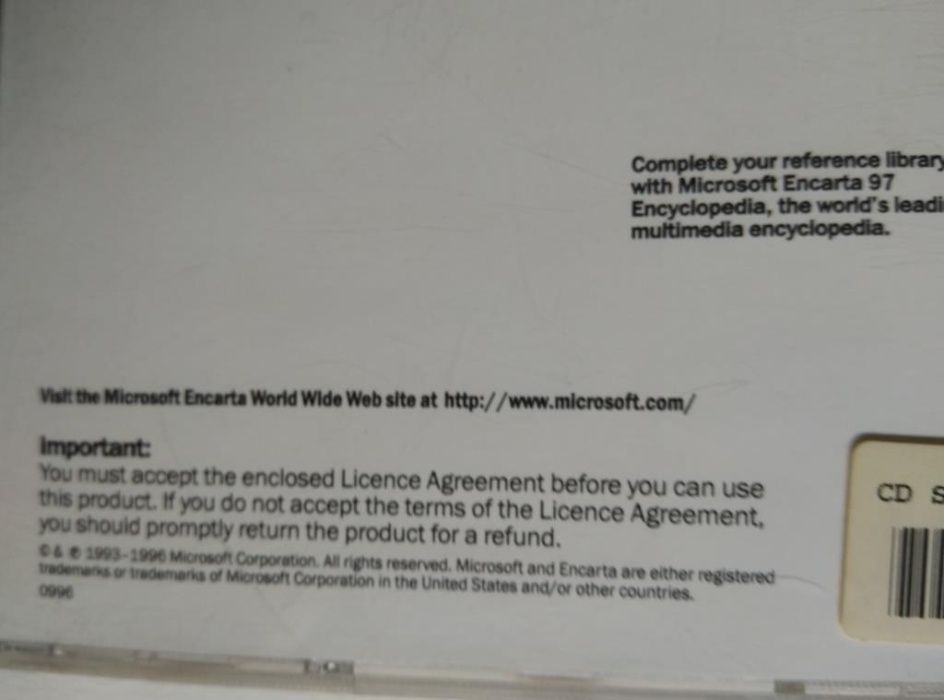 Complete your reference library
with Microsoft Encarta 97
Encyclopedia, the world's leadi
multimedia encyclopedia.
Visit the Microsoft Encarta World Wide Web site at http://www.microsoft.com/
Important:
You must accept the enclosed Licence Agreement before you can use
this product. If you do not accept the terms of the Licence Agreement,
you should promptly return the product for a refund.
© & ℗ 1993-1996 Microsoft Corporation. All rights reserved. Microsoft and Encarta are either registered
trademarks or trademarks of Microsoft Corporation in the United States and/or other countries.
0996
CD S